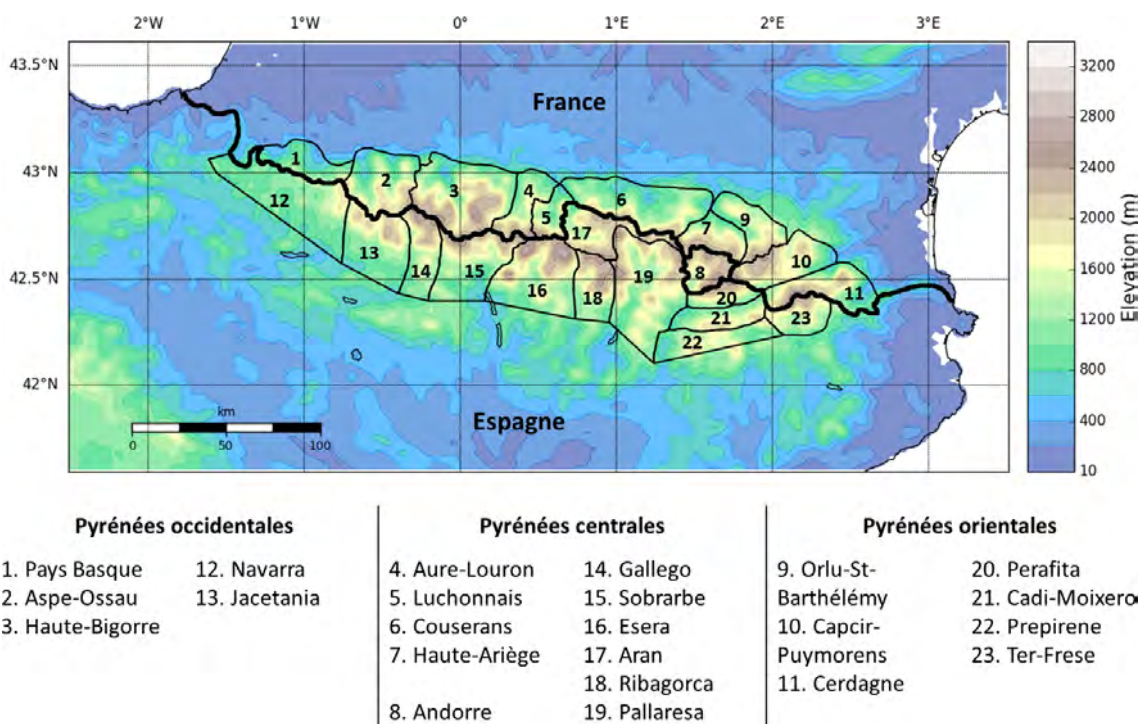 2°W 1°W 0° 1°E 2°E 3°E
43.5°N
43°N
42.5°N
42°N
France
Espagne
1
2
3
4
5
6
7
9
12
17
13
14
15
16
18
19
8
10
20
11
21
23
22
km
0 50 100
3200
2800
2400
2000
1600
1200
800
400
10
Elevation (m)
Pyrénées occidentales
1. Pays Basque
2. Aspe-Ossau
3. Haute-Bigorre
12. Navarra
13. Jacetania
Pyrénées centrales
4. Aure-Louron
5. Luchonnais
6. Couserans
7. Haute-Ariège
8. Andorre
14. Gallego
15. Sobrarbe
16. Esera
17. Aran
18. Ribagorca
19. Pallaresa
Pyrénées orientales
9. Orlu-St-
Barthélémy
10. Capcir-
Puymorens
11. Cerdagne
20. Perafita
21. Cadi-Moixero
22. Prepirene
23. Ter-Frese